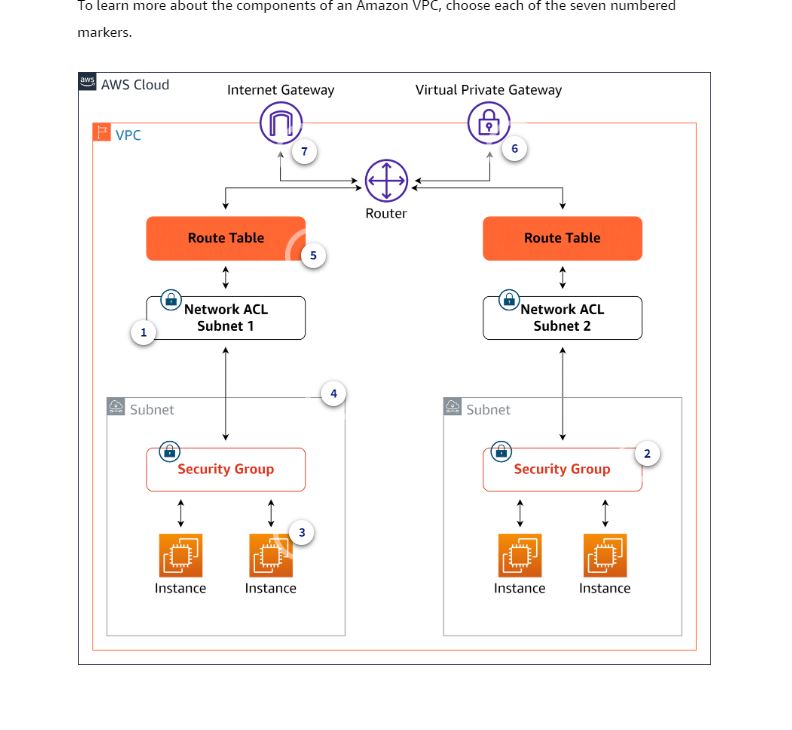 To learn more about the components of an Amazon VPC, choose each of the seven numbered
markers.
aws
AWS Cloud
Internet Gateway
Virtual Private Gateway
VPC
7
6
Router
Route Table
Route Table
5
Network ACL
Subnet 1
Network ACL
Subnet 2
1
4
Subnet
Subnet
Security Group
Security Group
2
3
Instance
Instance
Instance
Instance